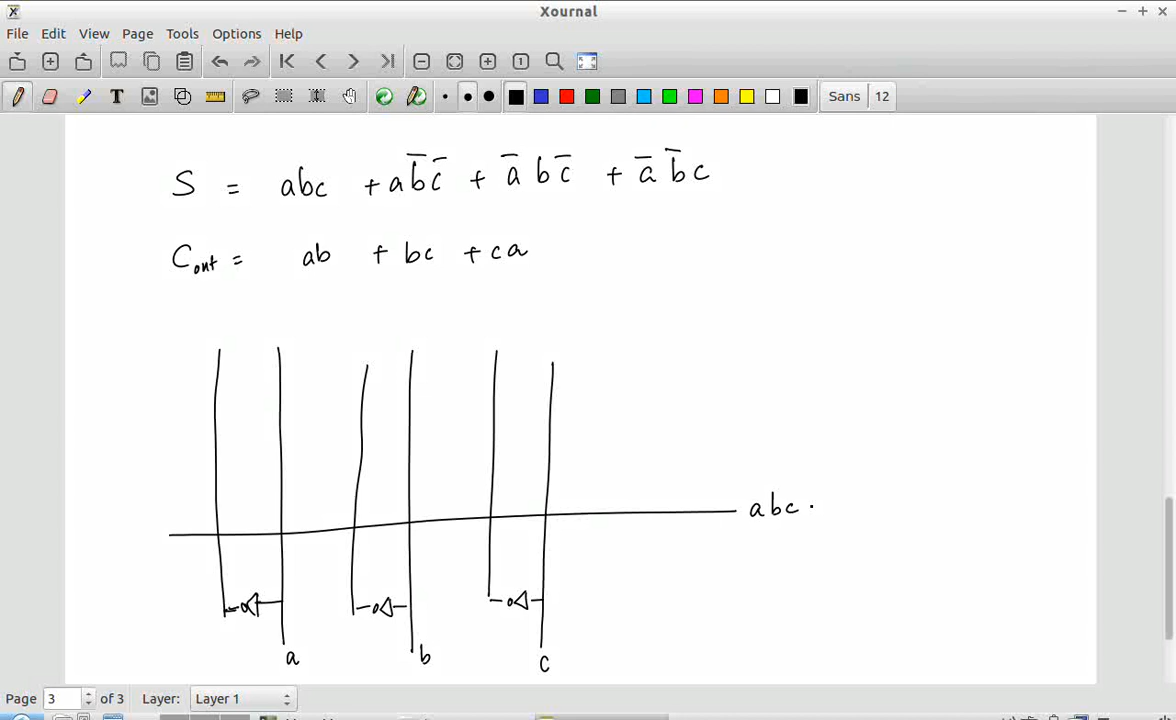 Xournal
File Edit View Page Tools Options Help
Sans 12
S = abc + ab̅c̅ + a̅bc̅ + a̅b̅c
Cout = ab + bc + ca
abc.
a b c
Page 3 of 3 Layer: Layer 1